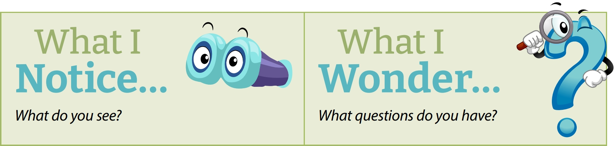 What I
Notice...
What do you see?
What I
Wonder...
What questions do you have?